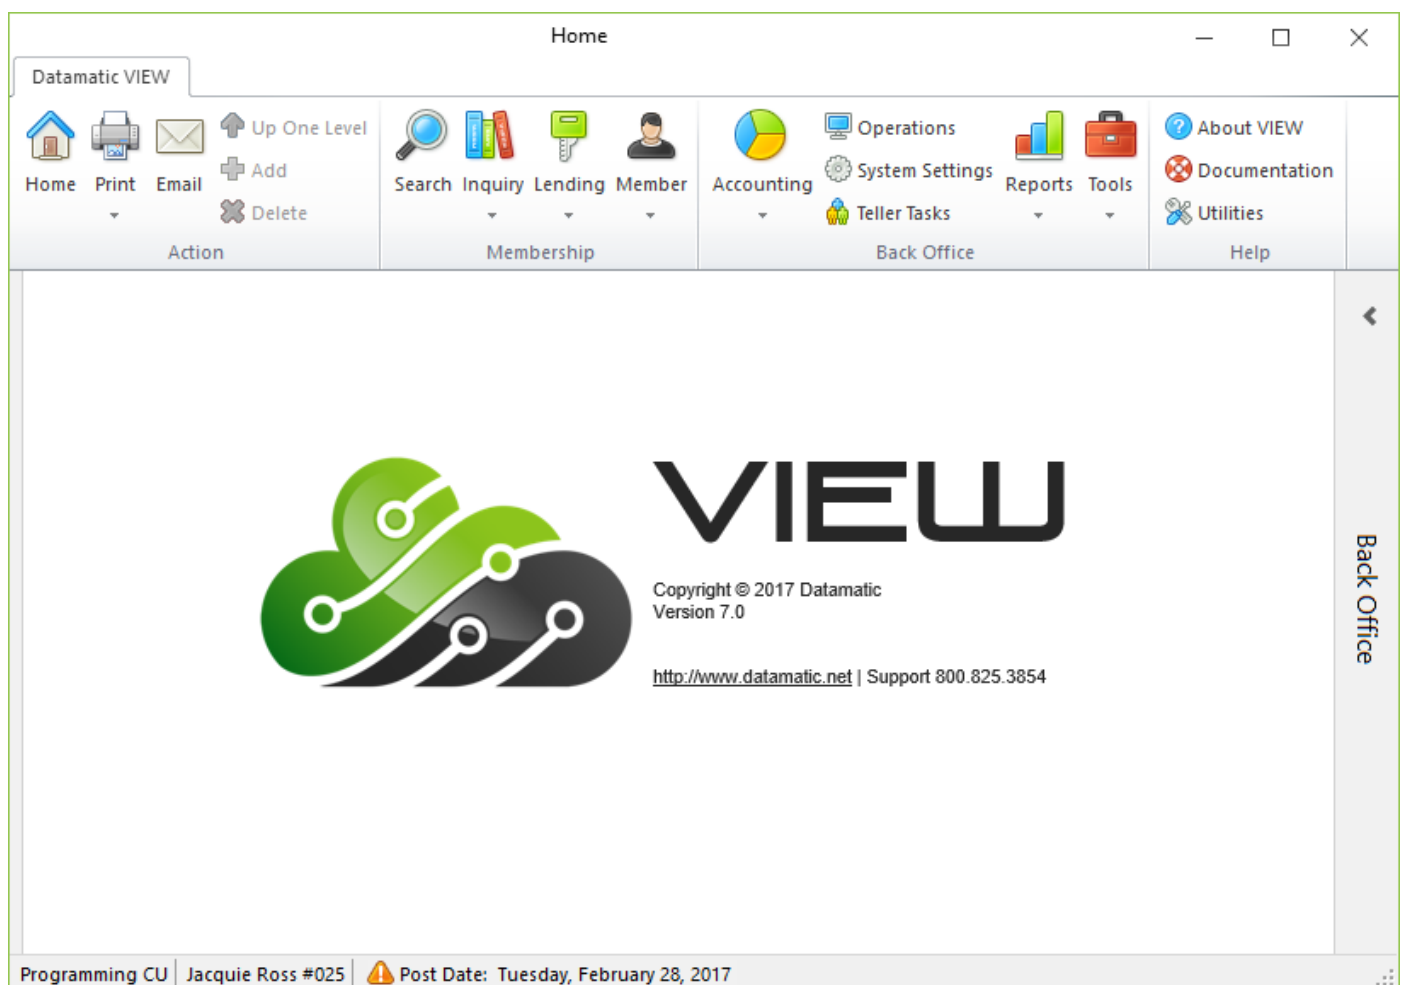 Home
Datamatic VIEW
Home
Print
Email
Up One Level
Add
Delete
Action
Search
Inquiry
Lending
Member
Membership
Accounting
Operations
System Settings
Teller Tasks
Reports
Tools
Back Office
About VIEW
Documentation
Utilities
Help
VIEW
Copyright © 2017 Datamatic
Version 7.0
http://www.datamatic.net | Support 800.825.3854
Back Office
Programming CU
Jacquie Ross #025
Post Date: Tuesday, February 28, 2017